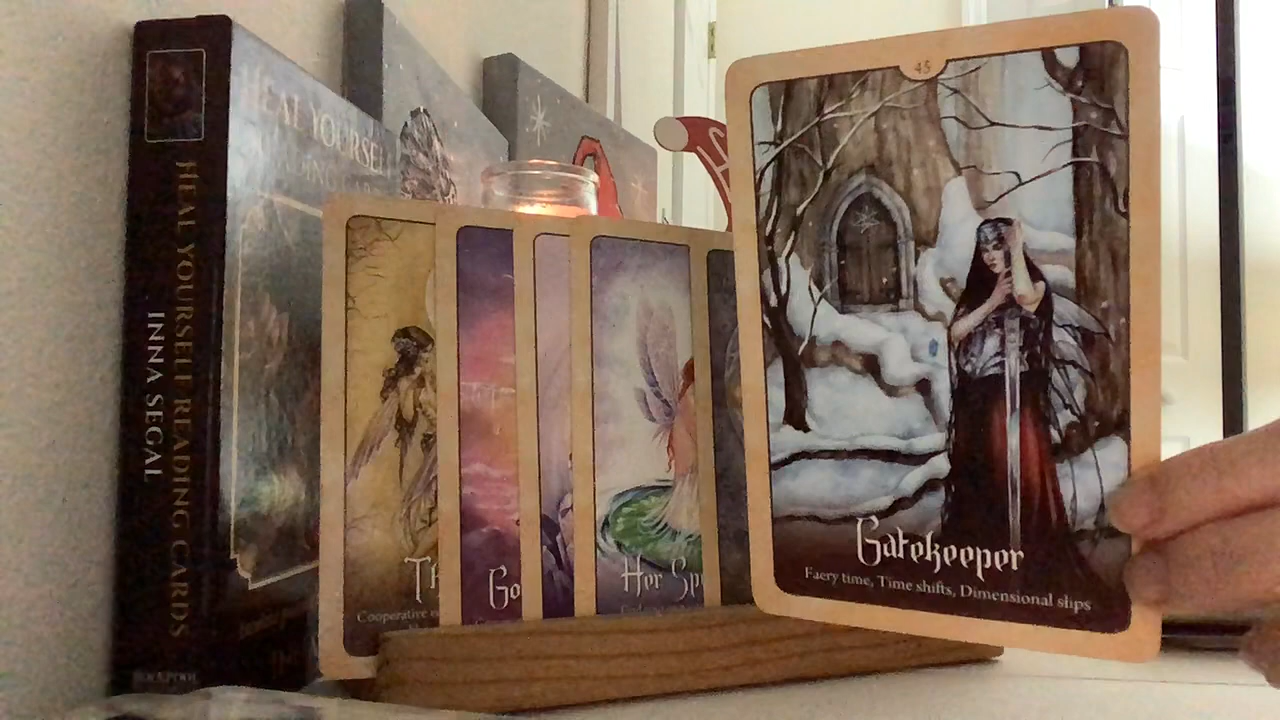 HEAL YOURSELF READING CARDS
INNA SEGAL
HEAL YOURSEL
Th
Cooperative
Go
Her Sp
45
Gatekeeper
Faery time, Time shifts, Dimensional slips